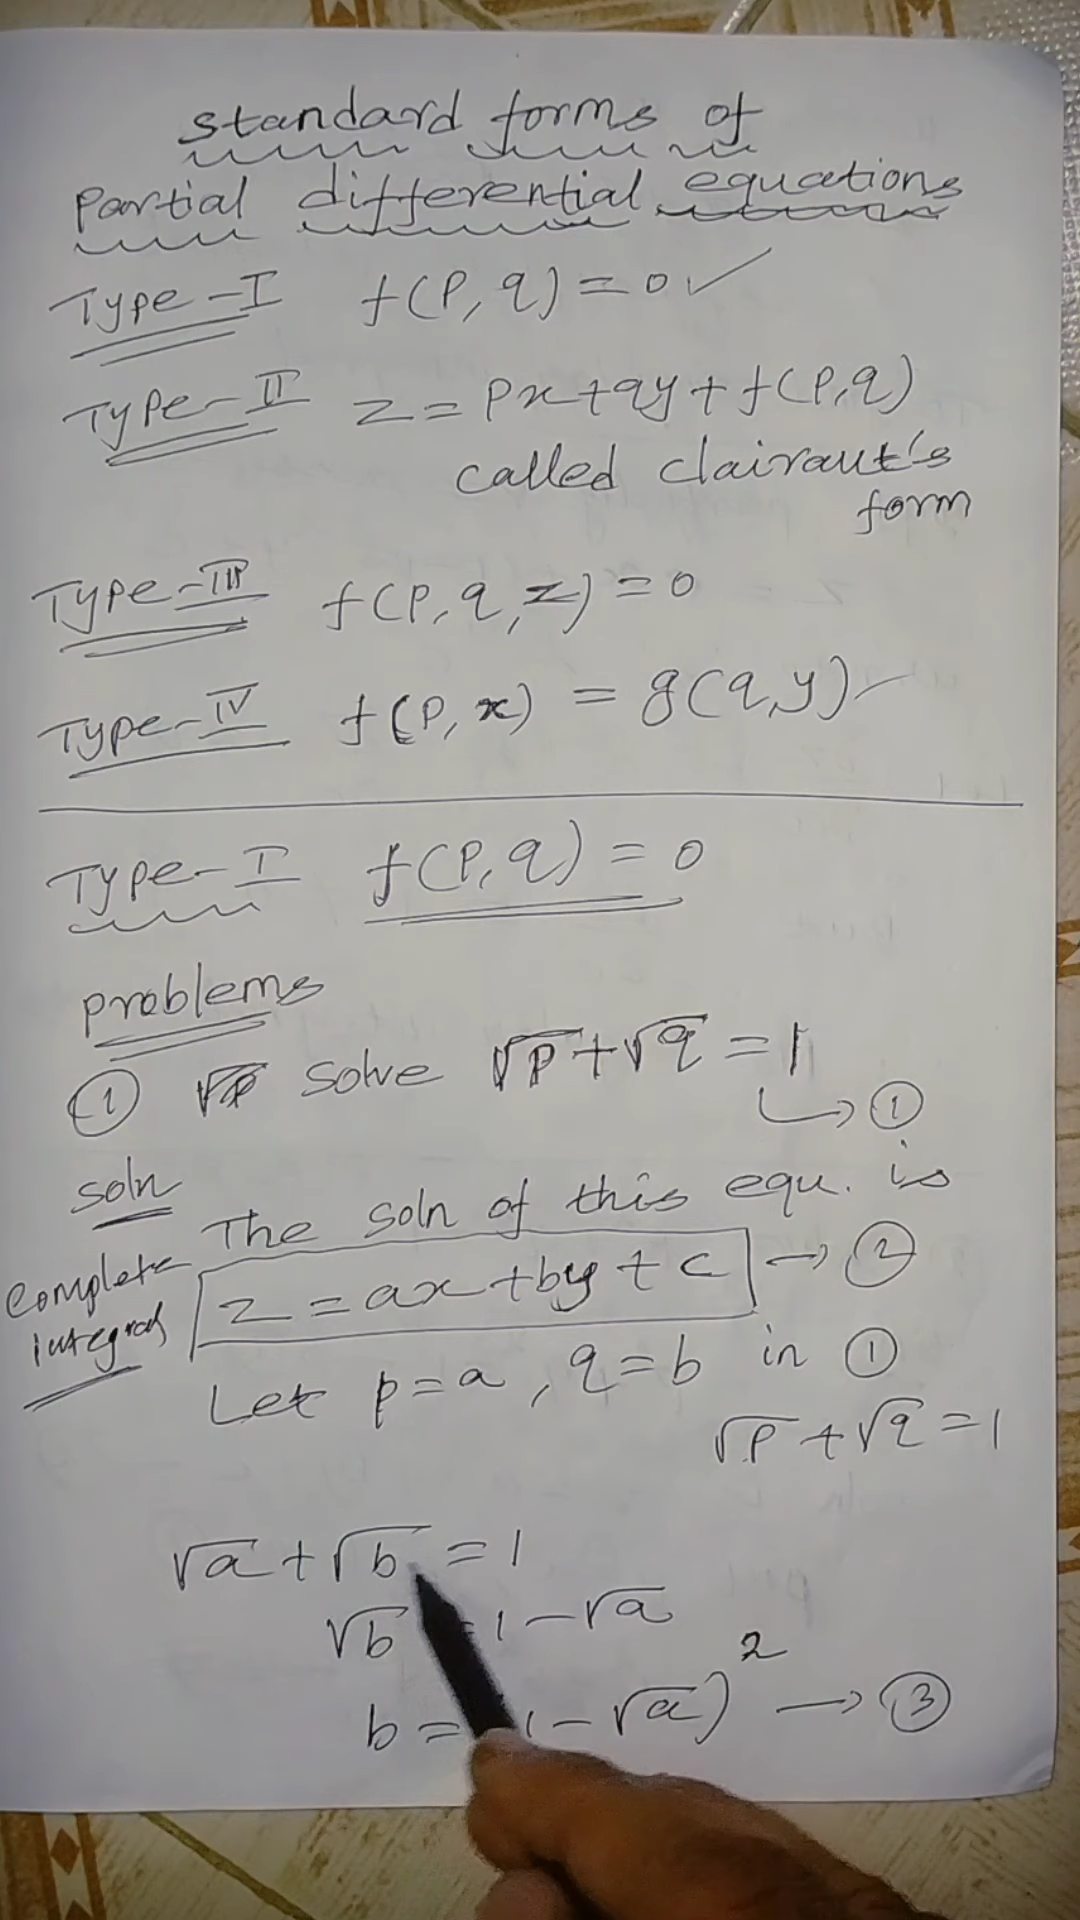 standard forms of
partial differential equations
Type-I f(P,q)=0✓
Type-II z=Px+qy+f(P,q)
called clairaut's
form
Type-III f(P,q,z)=0
Type-IV f(P,x) = g(q,y)
Type-I f(P,q)=0
problems
① solve √P+√q=1
↳①
soln
The soln of this equ. is
complete
integral
z=ax+by+c →②
Let p=a, q=b in ①
√P+√q=1
√a+√b=1
√b=1-√a
b= 1-√a)² →③